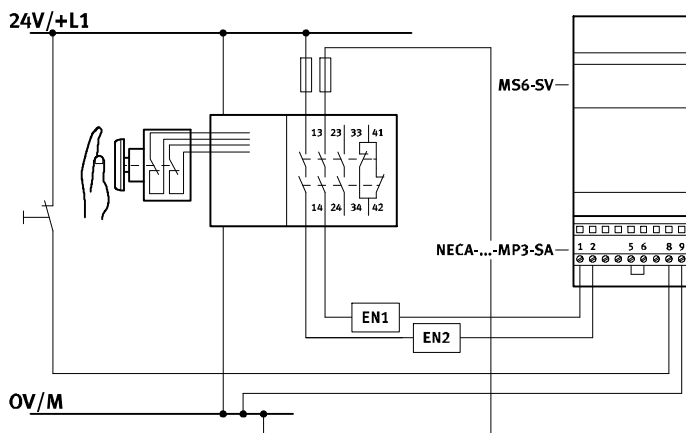 24V/+L1
MS6-SV
13 23 33 41
14 24 34 42
NECA-...-MP3-SA
1 2 5 6 8 9
EN1
EN2
0V/M